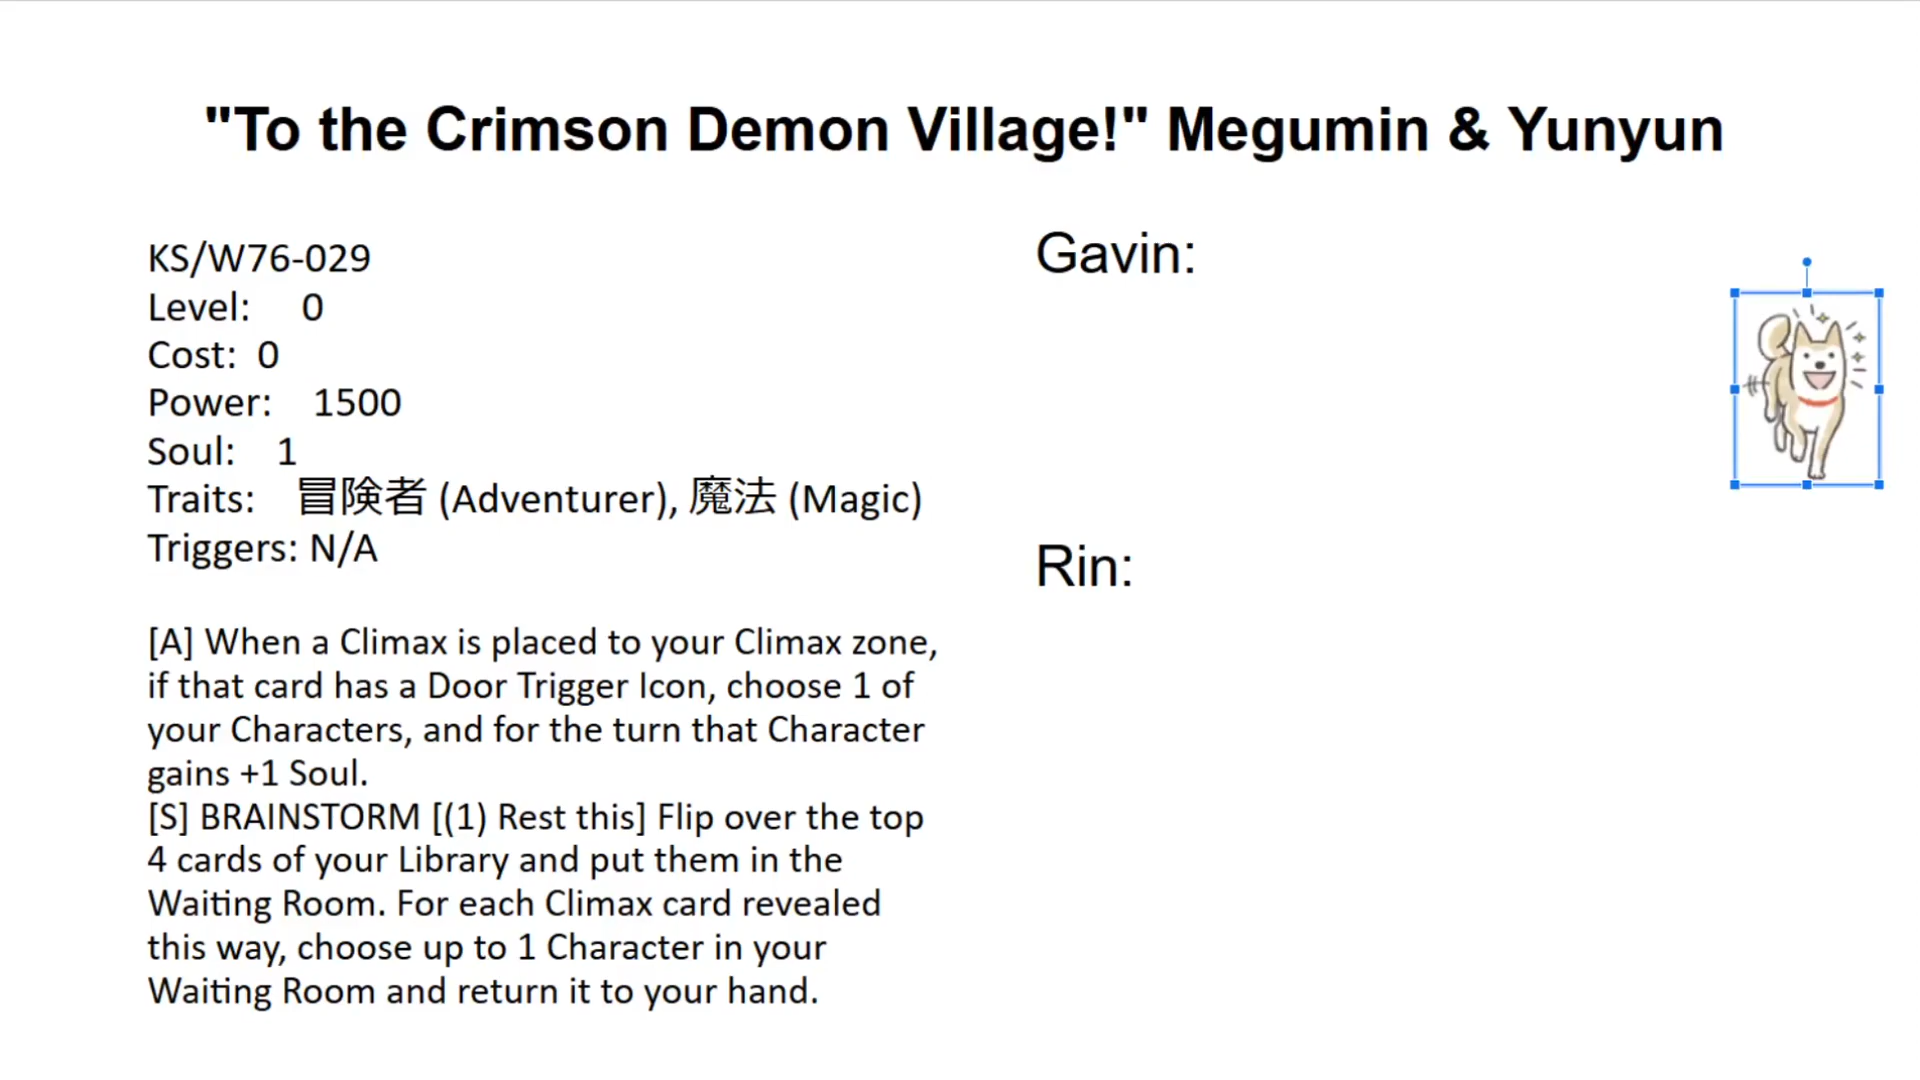 "To the Crimson Demon Village!" Megumin & Yunyun
KS/W76-029
Level: 0
Cost: 0
Power: 1500
Soul: 1
Traits: 冒険者 (Adventurer), 魔法 (Magic)
Triggers: N/A
[A] When a Climax is placed to your Climax zone,
if that card has a Door Trigger Icon, choose 1 of
your Characters, and for the turn that Character
gains +1 Soul.
[S] BRAINSTORM [(1) Rest this] Flip over the top
4 cards of your Library and put them in the
Waiting Room. For each Climax card revealed
this way, choose up to 1 Character in your
Waiting Room and return it to your hand.
Gavin:
Rin: